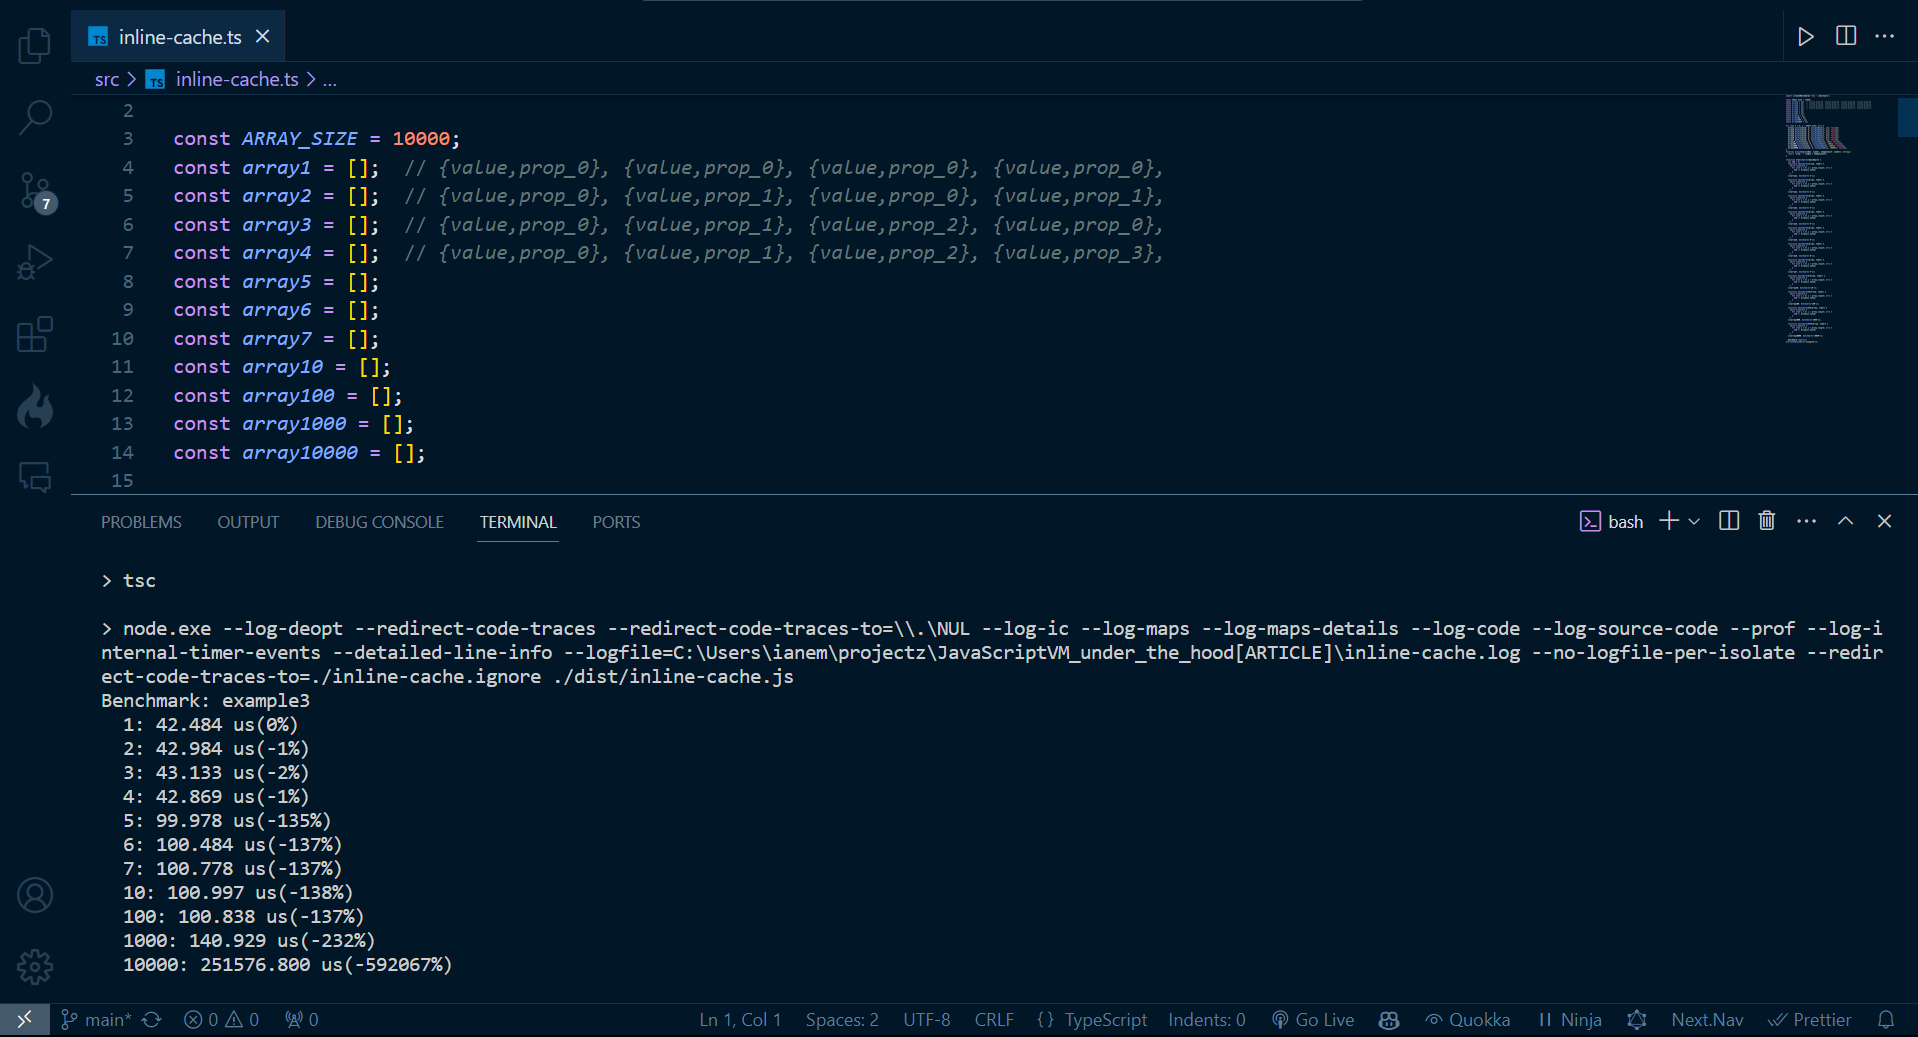 inline-cache.ts
src > inline-cache.ts > ...
2
3 const ARRAY_SIZE = 10000;
4 const array1 = []; // {value,prop_0}, {value,prop_0}, {value,prop_0}, {value,prop_0},
5 const array2 = []; // {value,prop_0}, {value,prop_1}, {value,prop_0}, {value,prop_1},
6 const array3 = []; // {value,prop_0}, {value,prop_1}, {value,prop_2}, {value,prop_0},
7 const array4 = []; // {value,prop_0}, {value,prop_1}, {value,prop_2}, {value,prop_3},
8 const array5 = [];
9 const array6 = [];
10 const array7 = [];
11 const array10 = [];
12 const array100 = [];
13 const array1000 = [];
14 const array10000 = [];
15
7
PROBLEMS OUTPUT DEBUG CONSOLE TERMINAL PORTS bash
> tsc
> node.exe --log-deopt --redirect-code-traces --redirect-code-traces-to=\\.\NUL --log-ic --log-maps --log-maps-details --log-code --log-source-code --prof --log-i
nternal-timer-events --detailed-line-info --logfile=C:\Users\ianem\projectz\JavaScriptVM_under_the_hood[ARTICLE]\inline-cache.log --no-logfile-per-isolate --redir
ect-code-traces-to=./inline-cache.ignore ./dist/inline-cache.js
Benchmark: example3
1: 42.484 us(0%)
2: 42.984 us(-1%)
3: 43.133 us(-2%)
4: 42.869 us(-1%)
5: 99.978 us(-135%)
6: 100.484 us(-137%)
7: 100.778 us(-137%)
10: 100.997 us(-138%)
100: 100.838 us(-137%)
1000: 140.929 us(-232%)
10000: 251576.800 us(-592067%)
main* 0 0 0 Ln 1, Col 1 Spaces: 2 UTF-8 CRLF {} TypeScript Indents: 0 Go Live Quokka Ninja Next.Nav Prettier